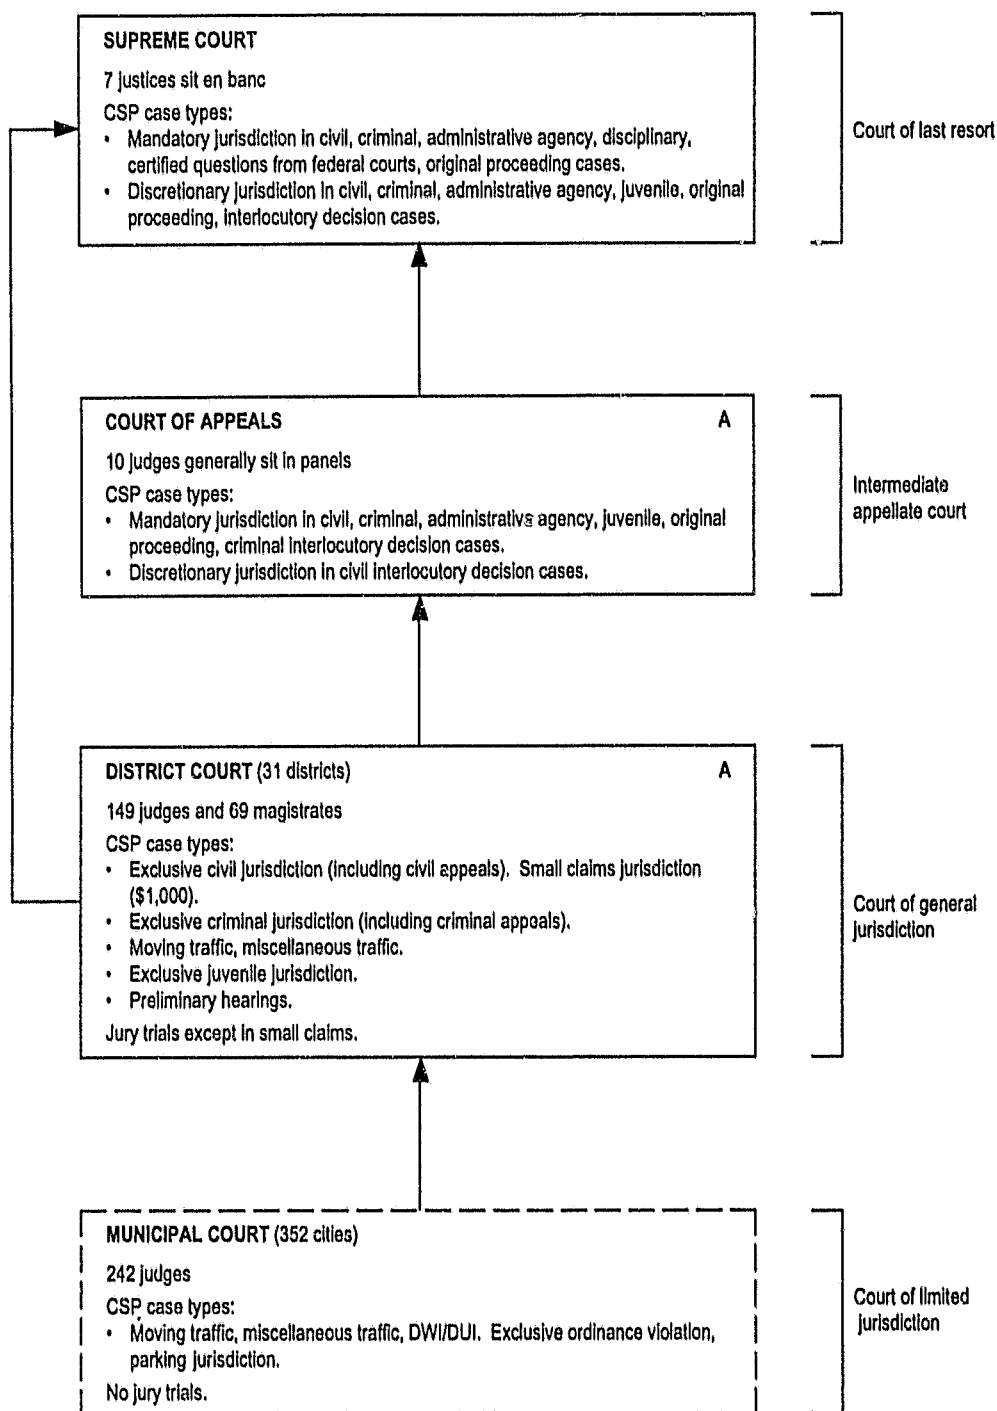 SUPREME COURT
7 justices sit en banc
CSP case types:
• Mandatory jurisdiction in civil, criminal, administrative agency, disciplinary,
certified questions from federal courts, original proceeding cases.
• Discretionary jurisdiction in civil, criminal, administrative agency, juvenile, original
proceeding, interlocutory decision cases.
Court of last resort
COURT OF APPEALS A
10 judges generally sit in panels
CSP case types:
• Mandatory jurisdiction in civil, criminal, administrative agency, juvenile, original
proceeding, criminal interlocutory decision cases.
• Discretionary jurisdiction in civil interlocutory decision cases.
Intermediate
appellate court
DISTRICT COURT (31 districts) A
149 judges and 69 magistrates
CSP case types:
• Exclusive civil jurisdiction (including civil appeals). Small claims jurisdiction
($1,000).
• Exclusive criminal jurisdiction (including criminal appeals).
• Moving traffic, miscellaneous traffic.
• Exclusive juvenile jurisdiction.
• Preliminary hearings.
Jury trials except in small claims.
Court of general
jurisdiction
MUNICIPAL COURT (352 cities)
242 judges
CSP case types:
• Moving traffic, miscellaneous traffic, DWI/DUI. Exclusive ordinance violation,
parking jurisdiction.
No jury trials.
Court of limited
jurisdiction